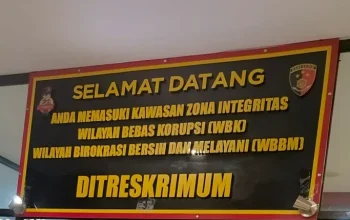 SELAMAT DATANG
ANDA MEMASUKI KAWASAN ZONA INTEGRITAS
WILAYAH BEBAS KORUPSI (WBK)
WILAYAH BIROKRASI BERSIH DAN MELAYANI (WBBM)
DITRESKRIMUM